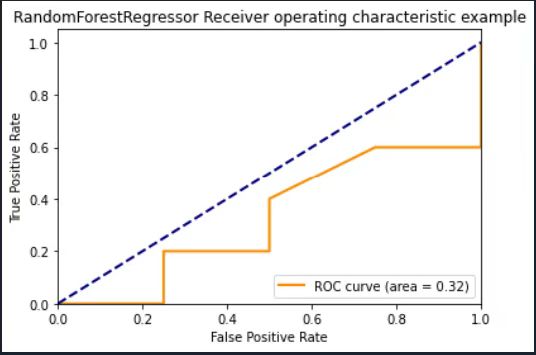 RandomForestRegressor Receiver operating characteristic example
1.0
0.8
0.6
0.4
0.2
0.0
True Positive Rate
ROC curve (area = 0.32)
0.0 0.2 0.4 0.6 0.8 1.0
False Positive Rate